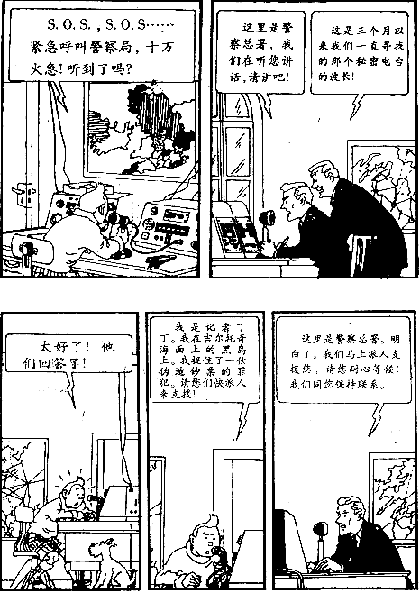 S.O.S., S.O.S……
紧急呼叫警察局,十万
火急!听到了吗?
这里是警
察总署,我
们在听您讲
话,请讲吧!
这是三个月以
来我们一直寻找
的那个秘密电台
的波长!
太好了!他
们回答了!
我是记者丁
丁。我在吉尔托哥
海面上的黑岛
上。我捉住了一伙
伪造钞票的罪
犯。请您们快派人
来支援!
这里是警察总署。明
白了。我们马上派人支
援您,请您耐心等候!
我们同您保持联系。